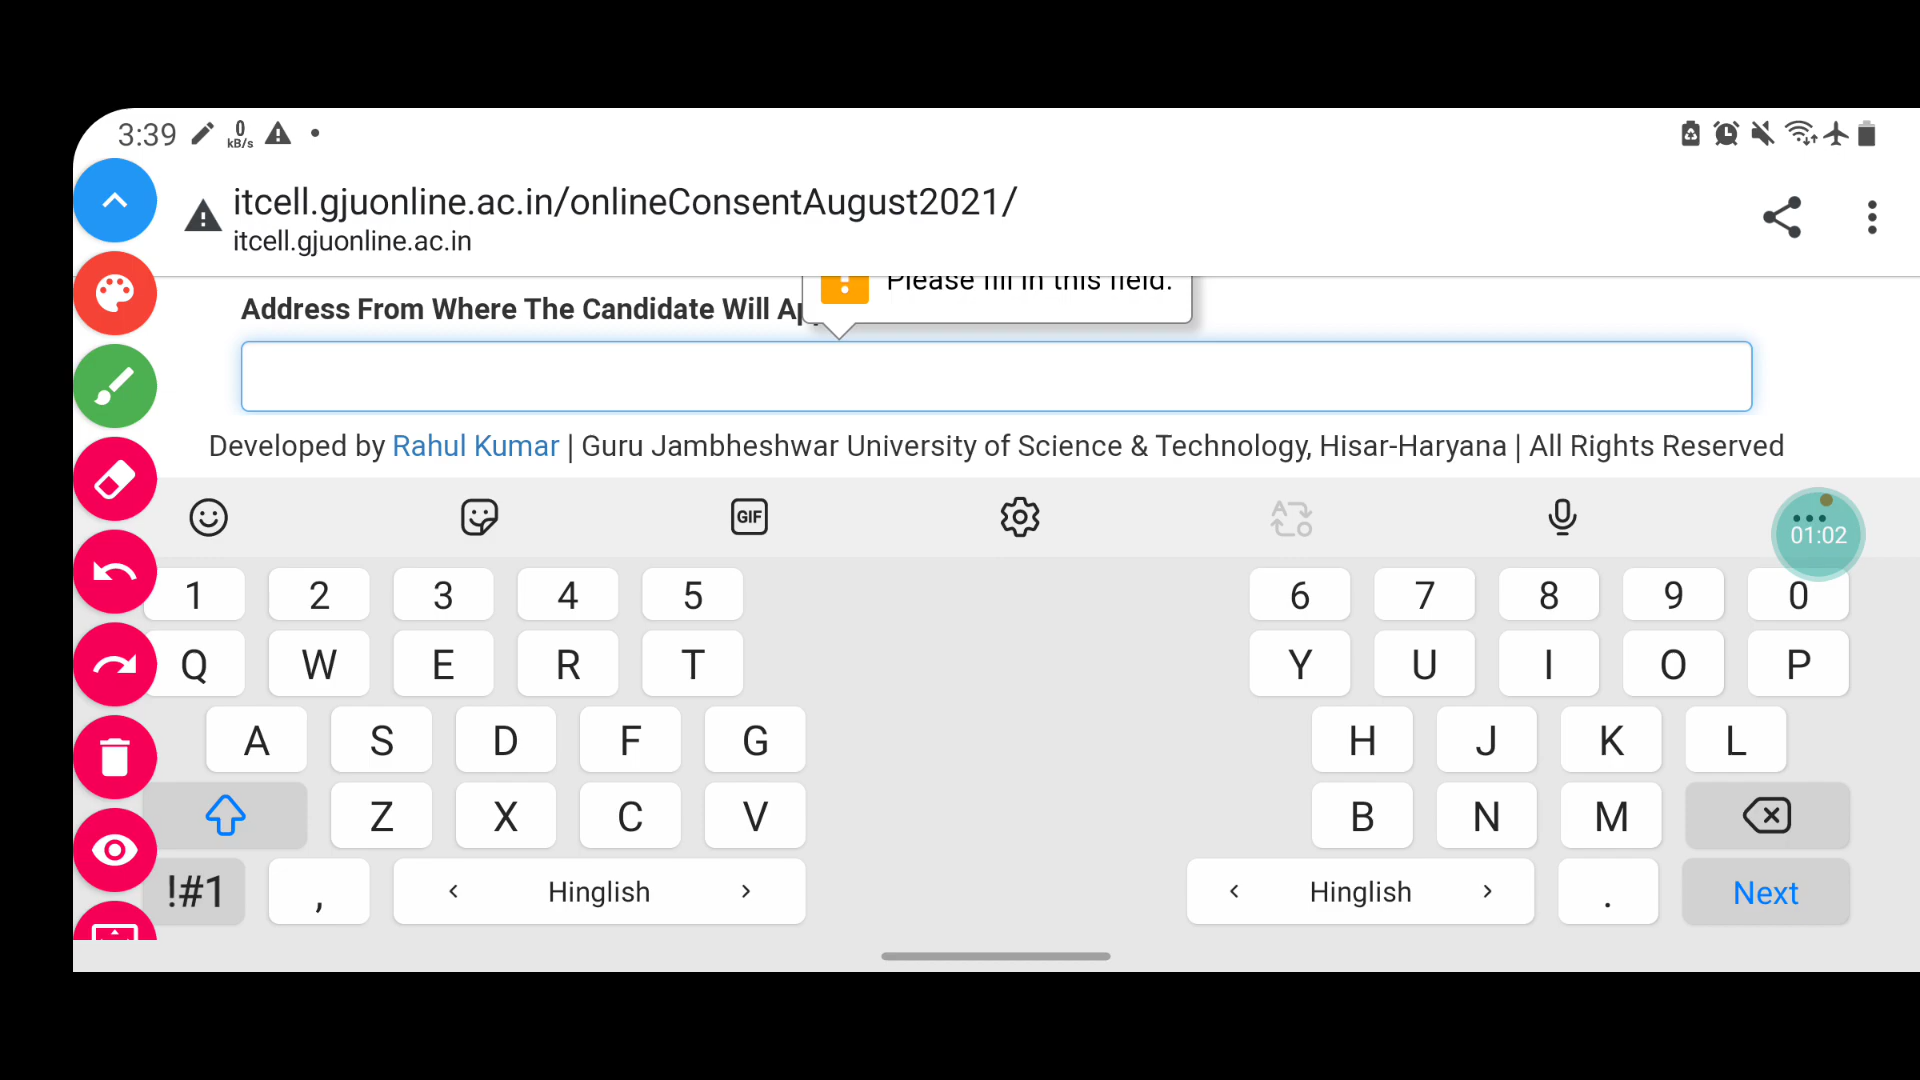 3:39 0 kB/s
itcell.gjuonline.ac.in/onlineConsentAugust2021/
itcell.gjuonline.ac.in
Please fill in this field.
Address From Where The Candidate Will
Developed by Rahul Kumar | Guru Jambheshwar University of Science & Technology, Hisar-Haryana | All Rights Reserved
GIF
01:02
1 2 3 4 5 6 7 8 9 0
Q W E R T Y U I O P
A S D F G H J K L
Z X C V B N M
!#1 , < Hinglish > < Hinglish > . Next